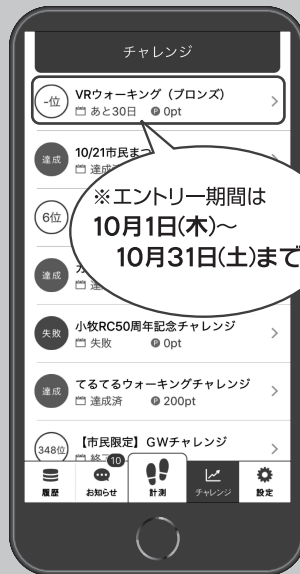 チャレンジ
-位
VRウォーキング（ブロンズ）
あと30日 P 0pt
達成
10/21市民まつ
達成
※エントリー期間は
10月1日(木)～
10月31日(土)まで
6位
達成
失敗
小牧RC50周年記念チャレンジ
失敗 P 0pt
達成
てるてるウォーキングチャレンジ
達成済 P 200pt
348位
【市民限定】GWチャレンジ
10
履歴
お知らせ
計測
チャレンジ
設定